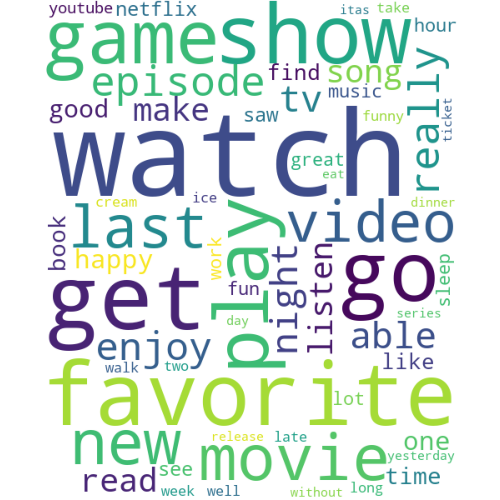 youtube netflix itas take
game show hour
episode find song really
good make saw tv music funny ticket
watch
great
eat
cream ice dinner
last play video
book happy work night listen go sleep
get fun
day series
enjoy able
walk two like
favorite
lot
new movie release late one
yesterday
read see time
week well without long